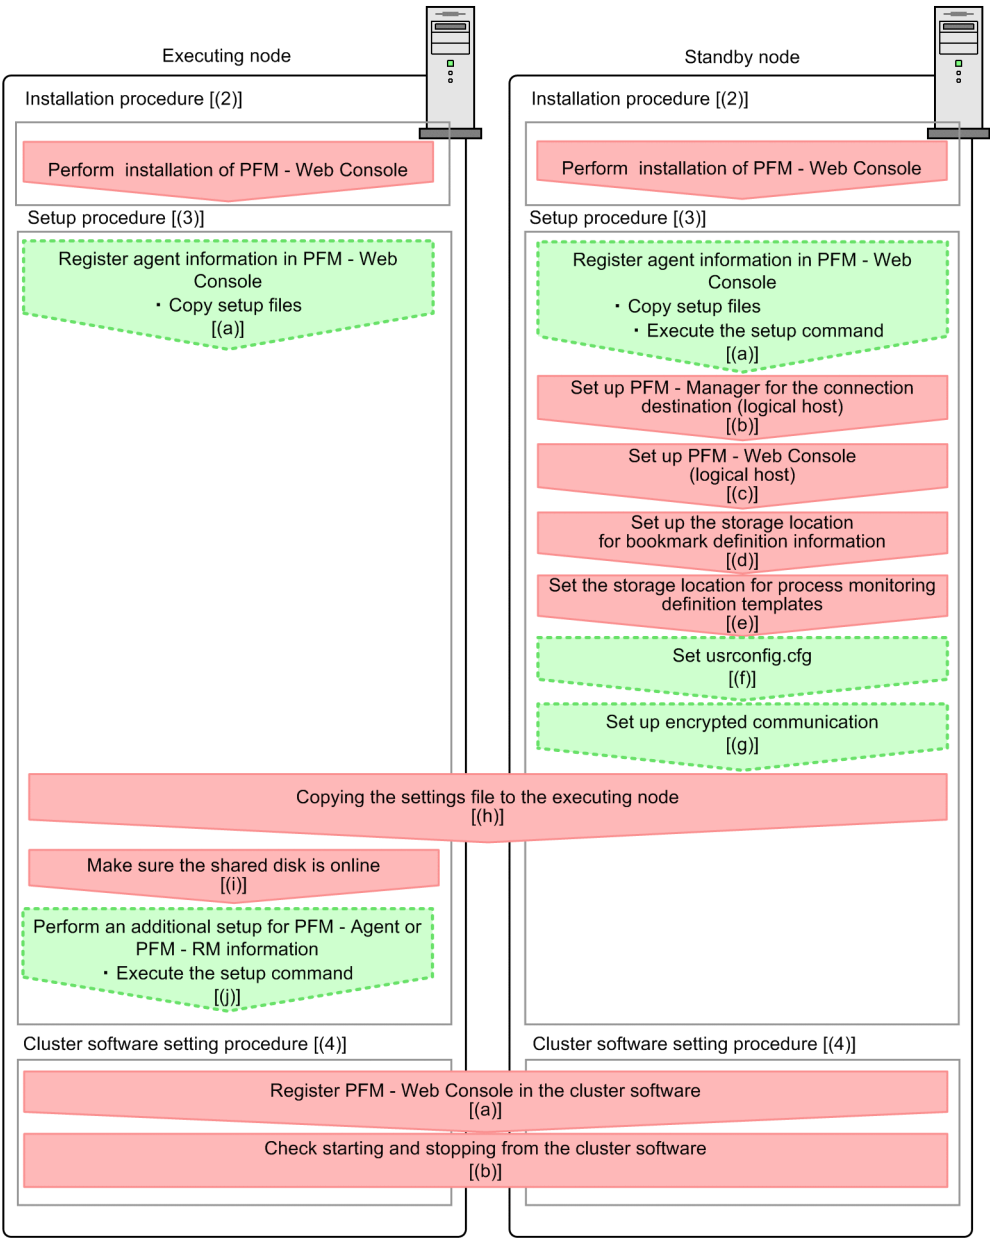 Executing node
Standby node
Installation procedure [(2)]
Installation procedure [(2)]
Perform  installation of PFM - Web Console
Perform  installation of PFM - Web Console
Setup procedure [(3)]
Setup procedure [(3)]
Register agent information in PFM - Web
Console
・Copy setup files
[(a)]
Register agent information in PFM - Web
Console
・Copy setup files
・Execute the setup command
[(a)]
Set up PFM - Manager for the connection
destination (logical host)
[(b)]
Set up PFM - Web Console
(logical host)
[(c)]
Set up the storage location
for bookmark definition information
[(d)]
Set the storage location for process monitoring
definition templates
[(e)]
Set usrconfig.cfg
[(f)]
Set up encrypted communication
[(g)]
Copying the settings file to the executing node
[(h)]
Make sure the shared disk is online
[(i)]
Perform an additional setup for PFM - Agent or
PFM - RM information
・Execute the setup command
[(j)]
Cluster software setting procedure [(4)]
Cluster software setting procedure [(4)]
Register PFM - Web Console in the cluster software
[(a)]
Check starting and stopping from the cluster software
[(b)]